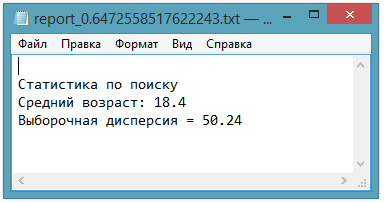 report_0.6472558517622243.txt — ...
Файл Правка Формат Вид Справка
Статистика по поиску
Средний возраст: 18.4
Выборочная дисперсия = 50.24